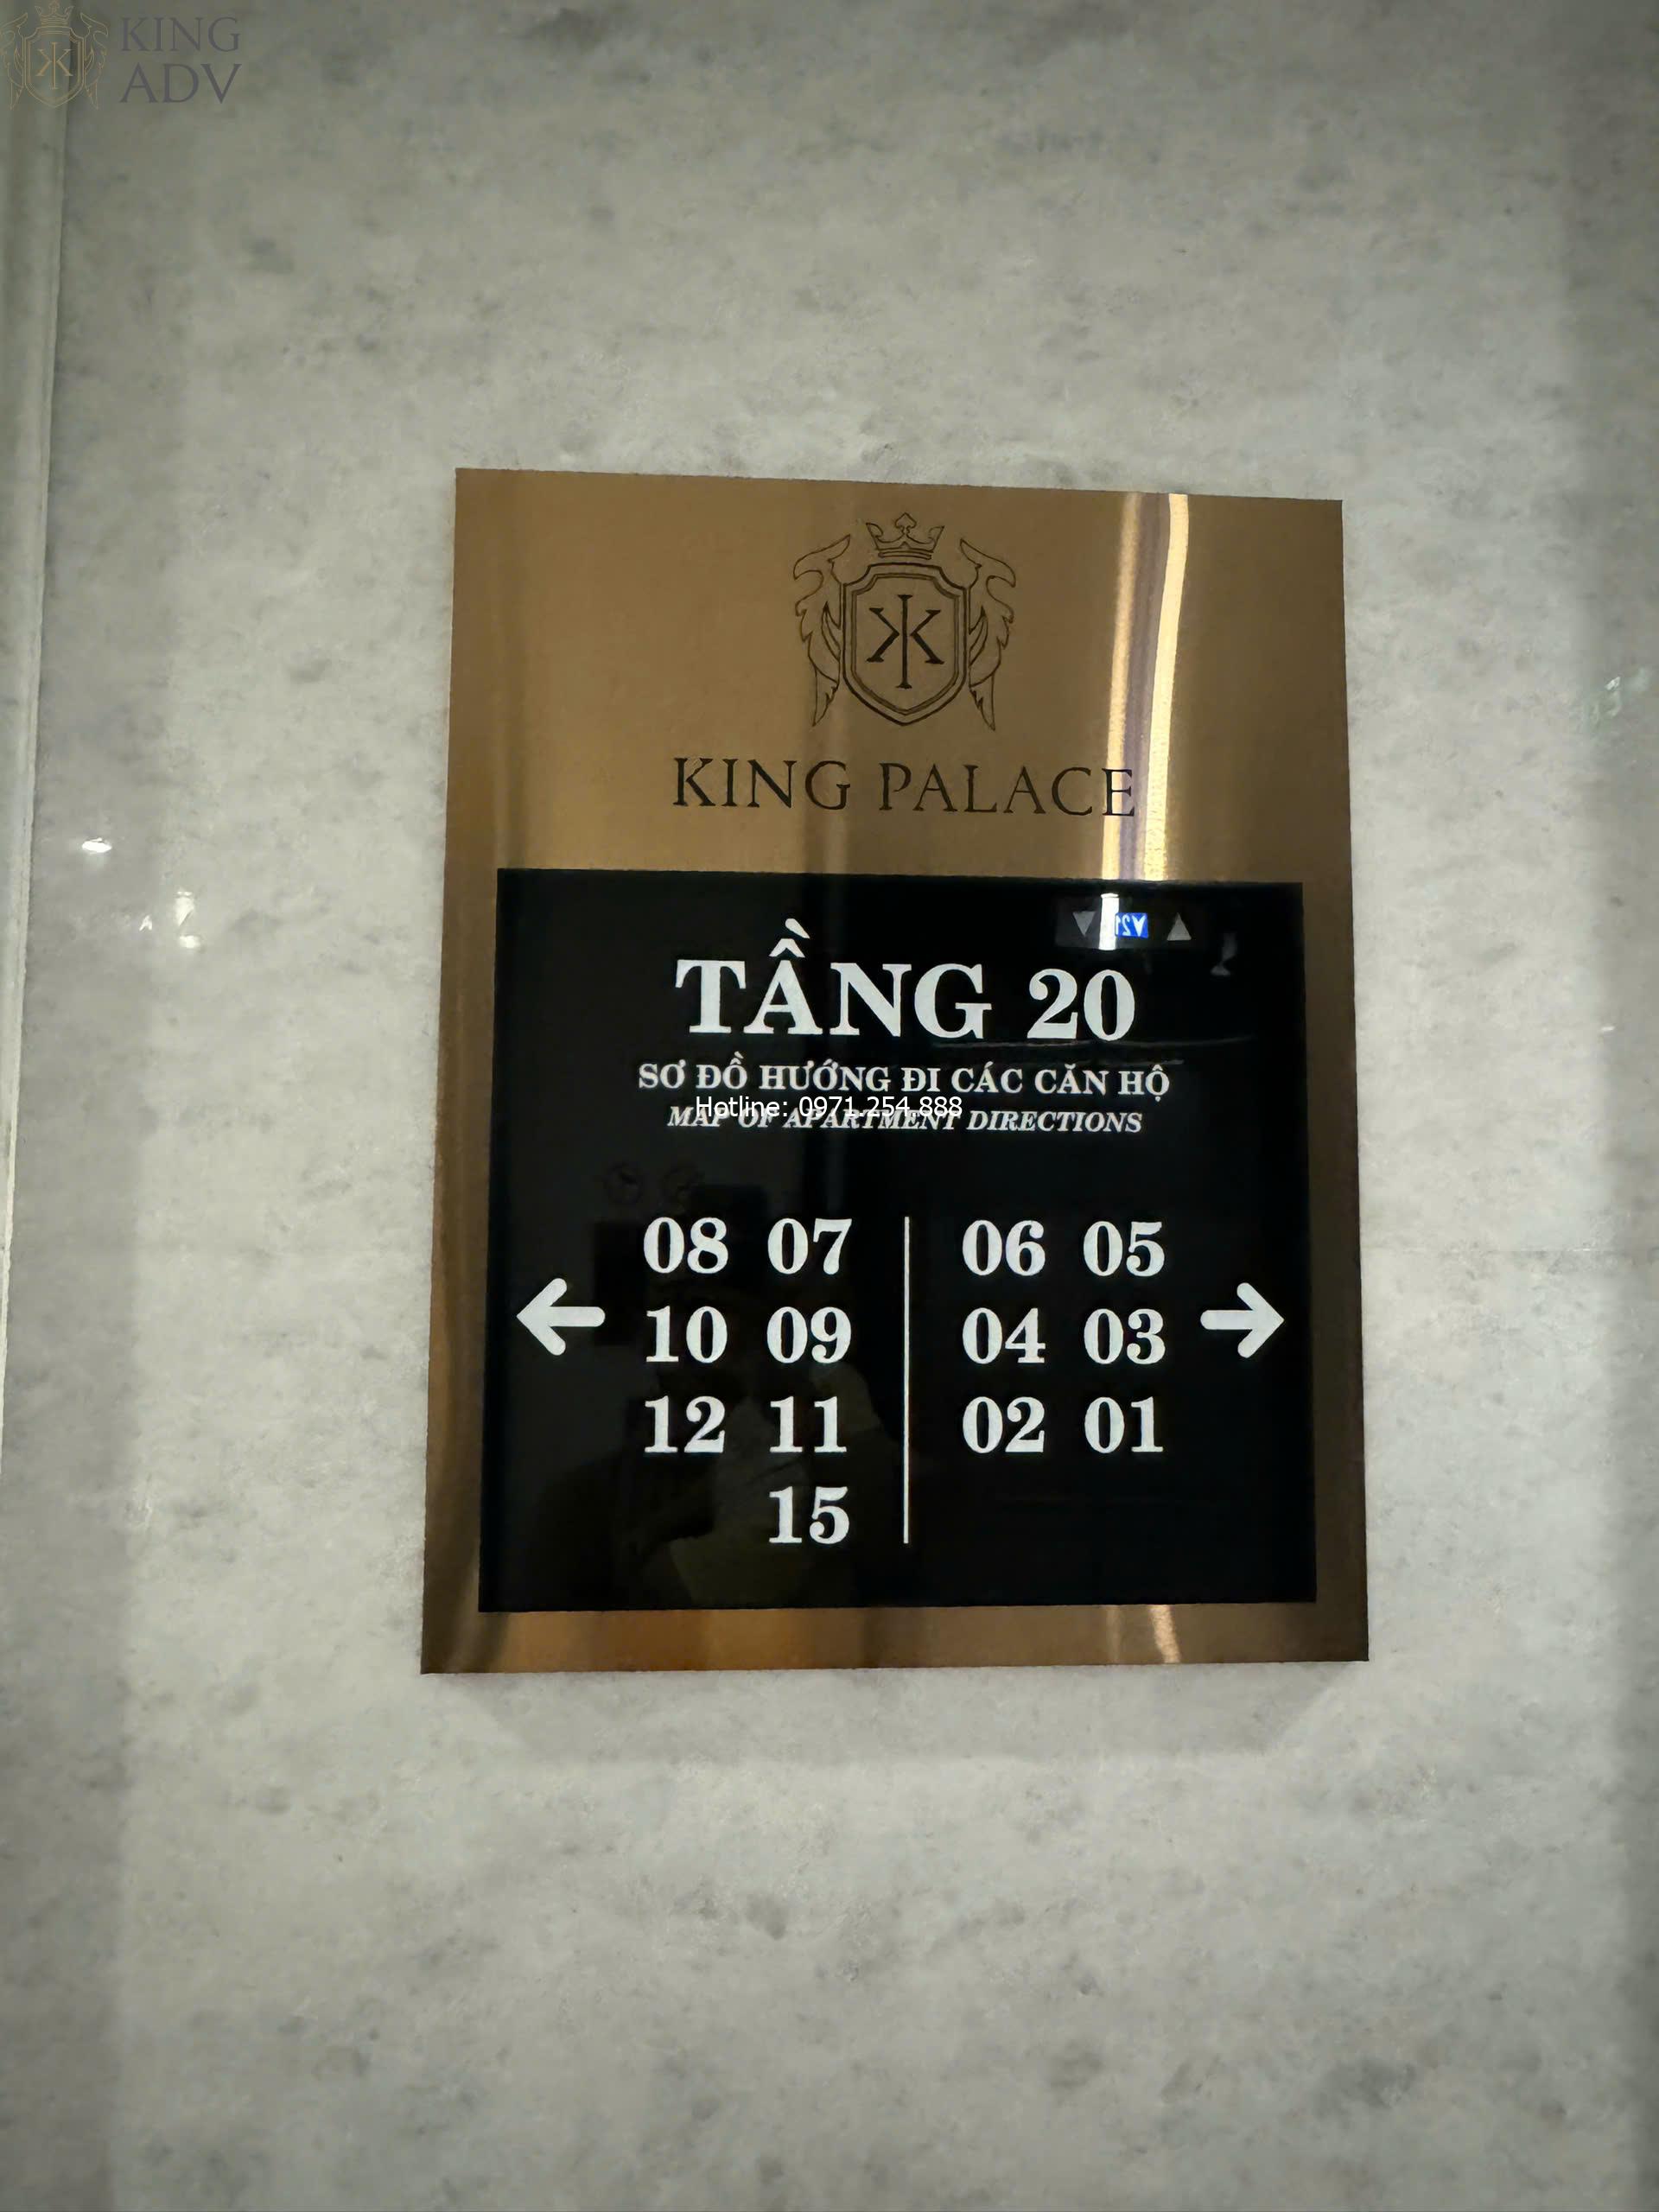 KING
ADV
KING PALACE
TẦNG 20
SƠ ĐỒ HƯỚNG ĐI CÁC CĂN HỘ
Hotline: 0971.254.888
MAP OF APARTMENT DIRECTIONS
08 07 06 05
← 10 09 04 03 →
12 11 02 01
15